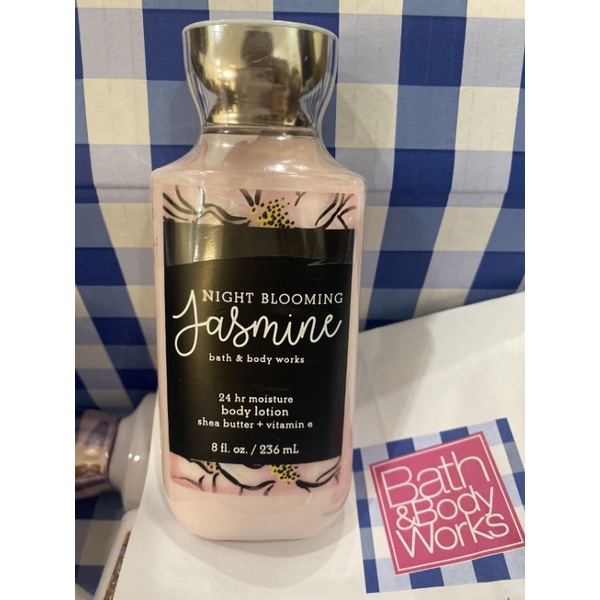 NIGHT BLOOMING
Jasmine
bath & body works
24 hr moisture
body lotion
shea butter + vitamin e
8 fl. oz. / 236 mL
Bath
&Body
Works